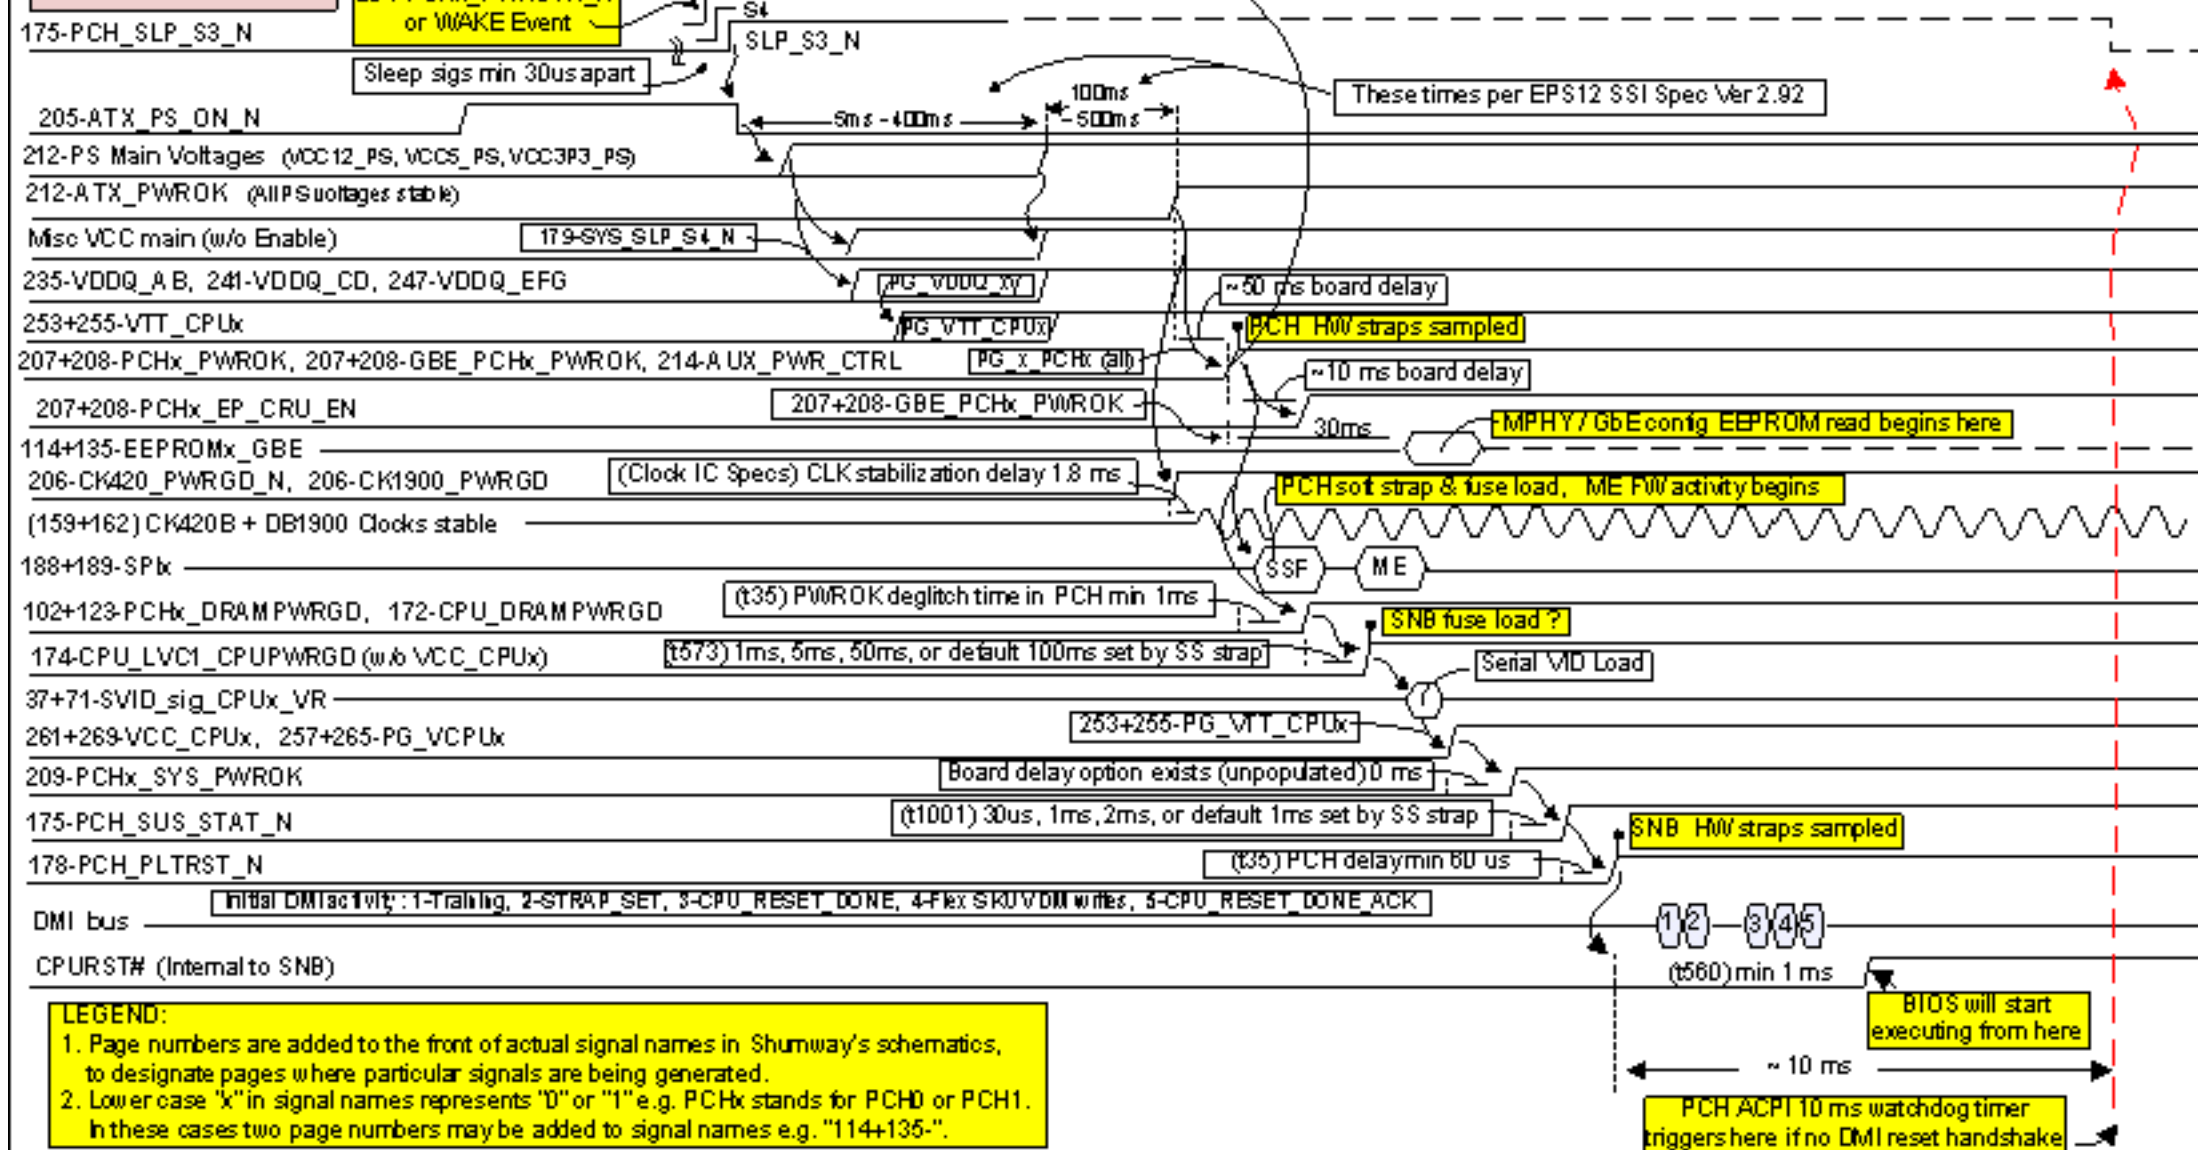 or WAKE Event
S4
175-PCH_SLP_S3_N
SLP_S3_N
Sleep sigs min 30us apart
100ms
These times per EPS12 SSI Spec Ver 2.92
205-ATX_PS_ON_N
5ms - 400ms
- 500ms
212-PS Main Voltages (VCC12_PS, VCC5_PS, VCC3P3_PS)
212-ATX_PWROK (All PS voltages stable)
Misc VCC main (w/o Enable)
179-SYS_SLP_S4_N
235-VDDQ_AB, 241-VDDQ_CD, 247-VDDQ_EFG
PG_VDDQ_XY
~50 ms board delay
253+255-VTT_CPUx
PG_VTT_CPUx
PCH HW straps sampled
207+208-PCHx_PWROK, 207+208-GBE_PCHx_PWROK, 214-AUX_PWR_CTRL
PG_x_PCHx (all)
~10 ms board delay
207+208-PCHx_EP_CRU_EN
207+208-GBE_PCHx_PWROK
30ms
MPHY / GbE config EEPROM read begins here
114+135-EEPROMx_GBE
206-CK420_PWRGD_N, 206-CK1900_PWRGD
(Clock IC Specs) CLK stabilization delay 1.8 ms
PCH soft strap & fuse load, ME FW activity begins
(159+162) CK420B + DB1900 Clocks stable
188+189-SPIx
SSF
ME
(t35) PWROK deglitch time in PCH min 1ms
102+123-PCHx_DRAMPWRGD, 172-CPU_DRAMPWRGD
SNB fuse load ?
174-CPU_LVC1_CPUPWRGD (w/o VCC_CPUx)
(t573) 1ms, 5ms, 50ms, or default 100ms set by SS strap
Serial VID Load
37+71-SVID_sig_CPUx_VR
253+255-PG_VTT_CPUx
261+269-VCC_CPUx, 257+265-PG_VCPUx
209-PCHx_SYS_PWROK
Board delay option exists (unpopulated) 0 ms
175-PCH_SUS_STAT_N
(t1001) 30us, 1ms, 2ms, or default 1ms set by SS strap
SNB HW straps sampled
178-PCH_PLTRST_N
(t35) PCH delay min 60 us
Initial DMI activity: 1-Training, 2-STRAP_SET, 3-CPU_RESET_DONE, 4-Flex SKU VDM writes, 5-CPU_RESET_DONE_ACK
DMI bus
1 2 3 4 5
CPURST# (Internal to SNB)
(t560) min 1 ms
BIOS will start
executing from here
~ 10 ms
PCH ACPI 10 ms watchdog timer
triggers here if no DMI reset handshake
LEGEND:
1. Page numbers are added to the front of actual signal names in Shumway's schematics,
to designate pages where particular signals are being generated.
2. Lower case "x" in signal names represents "0" or "1" e.g. PCHx stands for PCH0 or PCH1.
In these cases two page numbers may be added to signal names e.g. "114+135-".